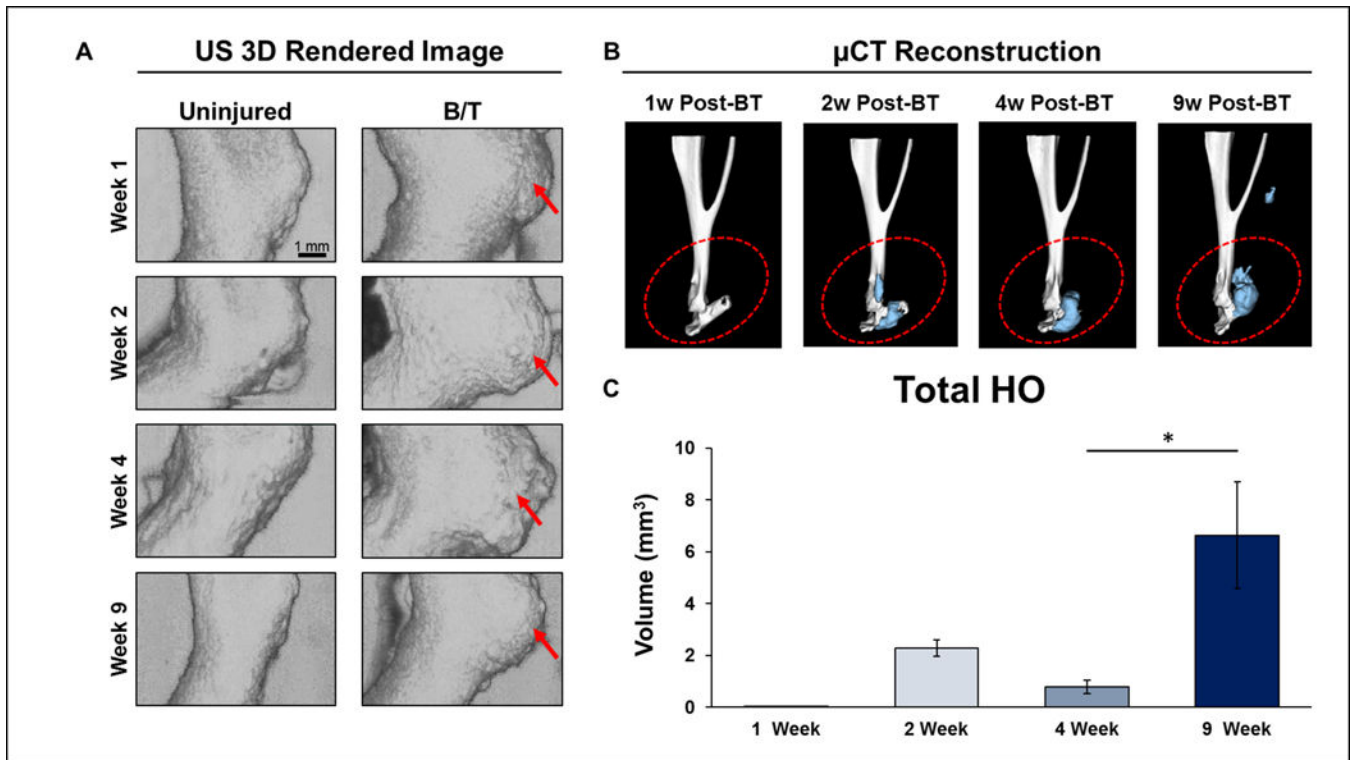 A
US 3D Rendered Image
Uninjured
B/T
Week 1
1 mm
Week 2
Week 4
Week 9
B
µCT Reconstruction
1w Post-BT
2w Post-BT
4w Post-BT
9w Post-BT
C
Total HO
*
Volume (mm³)
10
8
6
4
2
0
1 Week
2 Week
4 Week
9 Week